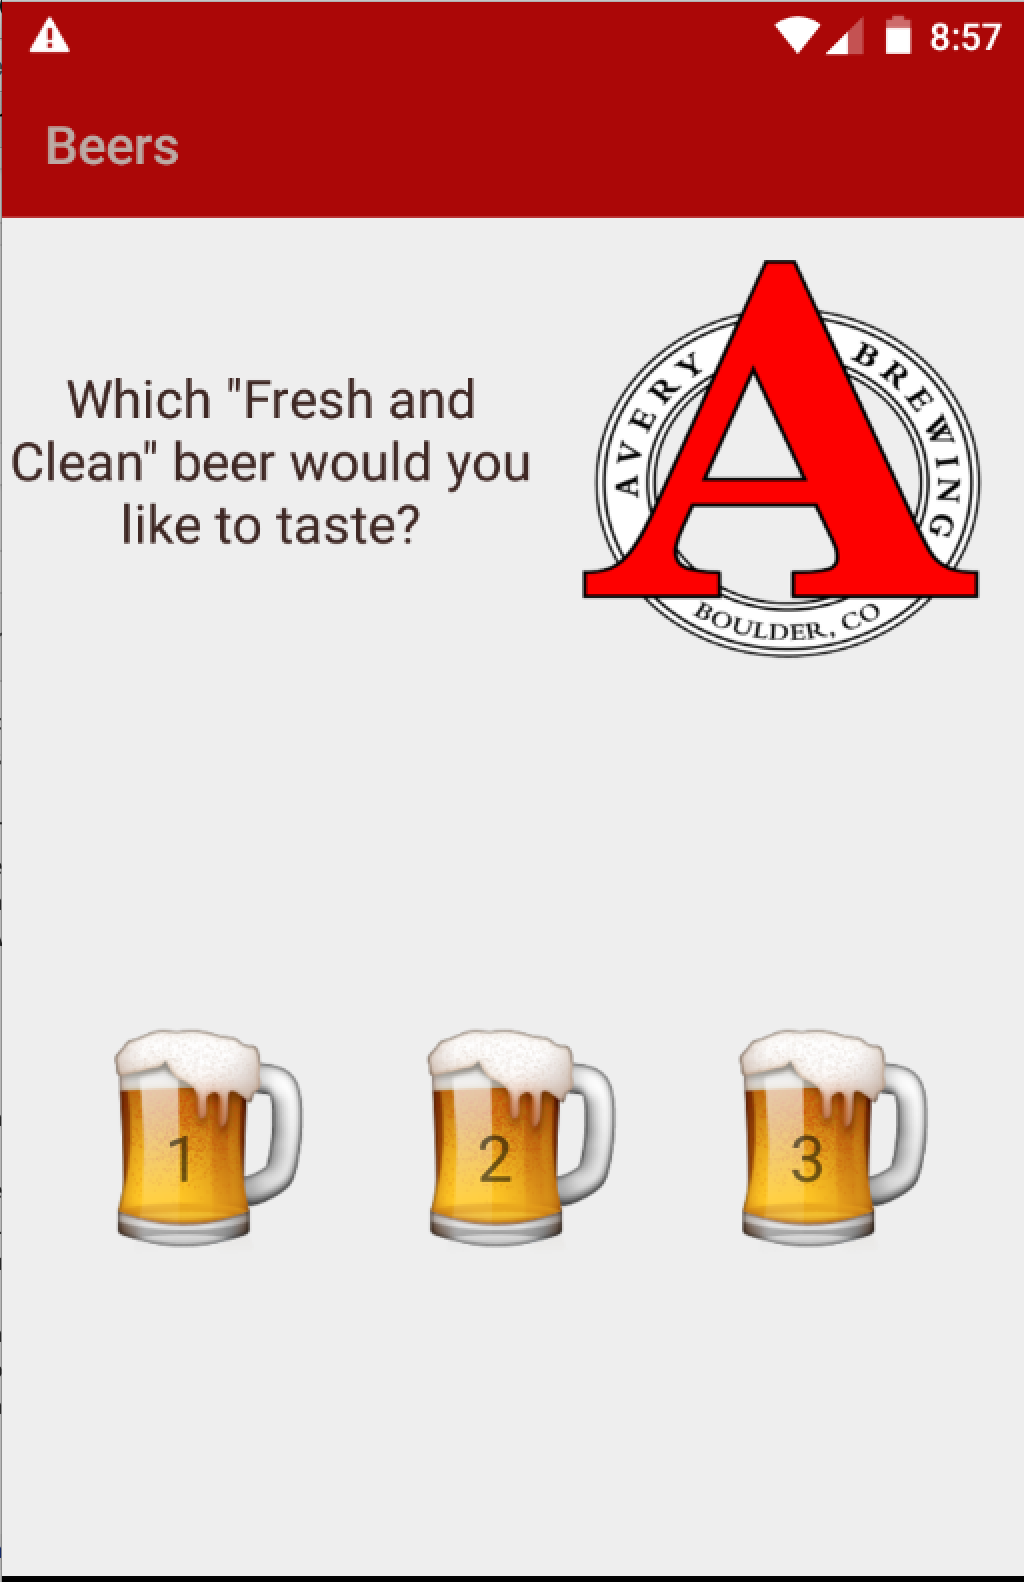 8:57
Beers
Which "Fresh and
Clean" beer would you
like to taste?
AVERY BREWING
BOULDER, CO
A
1
2
3